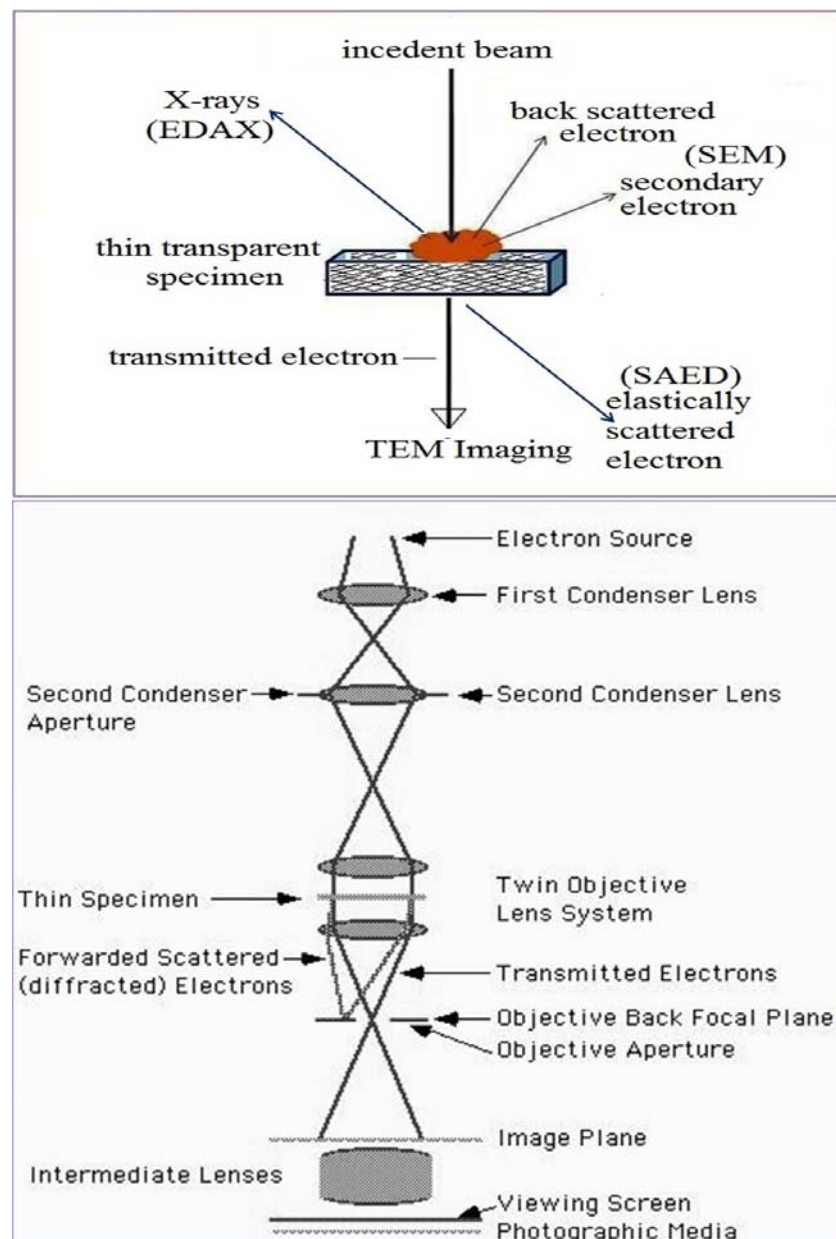 incedent beam
X-rays
(EDAX)
back scattered
electron
(SEM)
secondary
electron
thin transparent
specimen
transmitted electron
(SAED)
elastically
scattered
electron
TEM Imaging
Electron Source
First Condenser Lens
Second Condenser
Aperture
Second Condenser Lens
Thin Specimen
Twin Objective
Lens System
Forwarded Scattered
(diffracted) Electrons
Transmitted Electrons
Objective Back Focal Plane
Objective Aperture
Image Plane
Intermediate Lenses
Viewing Screen
Photographic Media